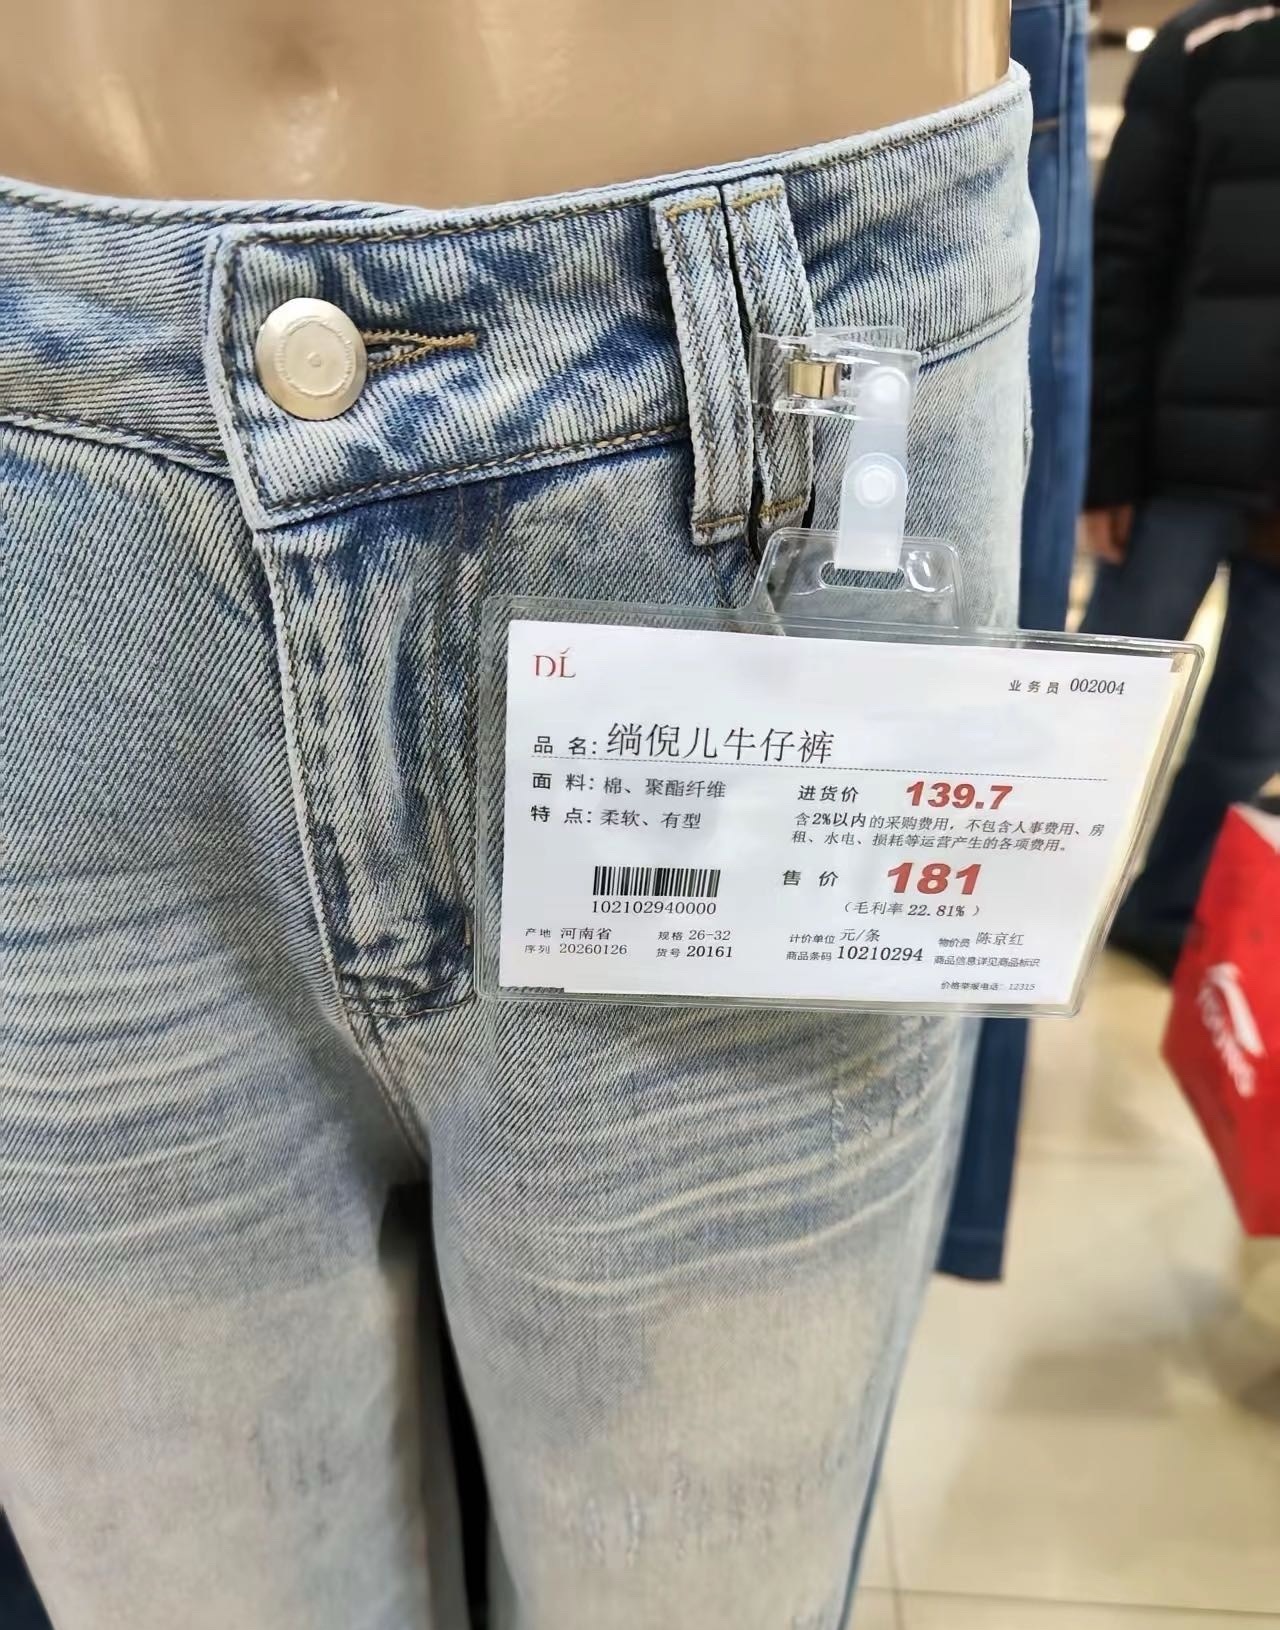 DL
业务员 002004
品 名: 绱倪儿牛仔裤
面 料: 棉、聚酯纤维
特 点: 柔软、有型
进货价 139.7
含2%以内的采购费用，不包含人事费用、房
租、水电、损耗等运营产生的各项费用。
售 价 181
（毛利率 22.81% ）
102102940000
产地 河南省 规格 26-32 计价单位 元/条 物价员 陈京红
序列 20260126 货号 20161 商品条码 10210294 商品信息详见商品标识
价格举报电话：12315